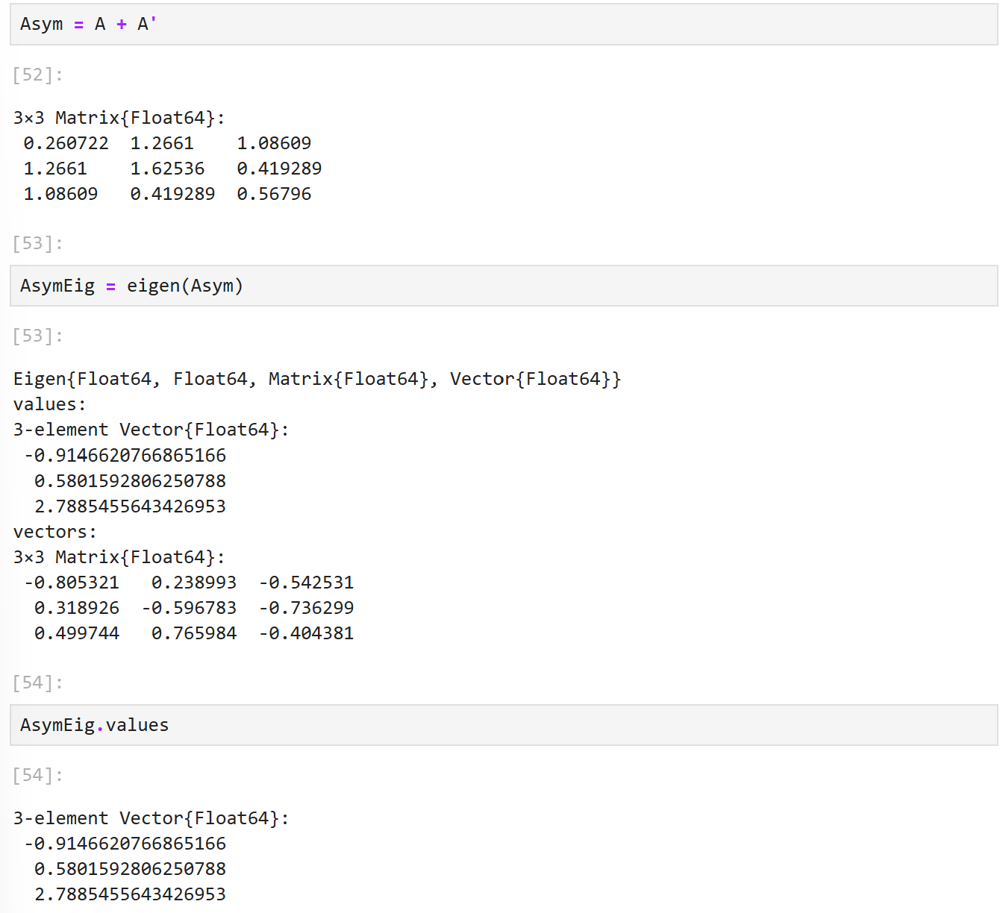 Asym = A + A'
[52]:
3×3 Matrix{Float64}:
0.260722 1.2661 1.08609
1.2661 1.62536 0.419289
1.08609 0.419289 0.56796
[53]:
AsymEig = eigen(Asym)
[53]:
Eigen{Float64, Float64, Matrix{Float64}, Vector{Float64}}
values:
3-element Vector{Float64}:
-0.9146620766865166
0.5801592806250788
2.7885455643426953
vectors:
3×3 Matrix{Float64}:
-0.805321 0.238993 -0.542531
0.318926 -0.596783 -0.736299
0.499744 0.765984 -0.404381
[54]:
AsymEig.values
[54]:
3-element Vector{Float64}:
-0.9146620766865166
0.5801592806250788
2.7885455643426953